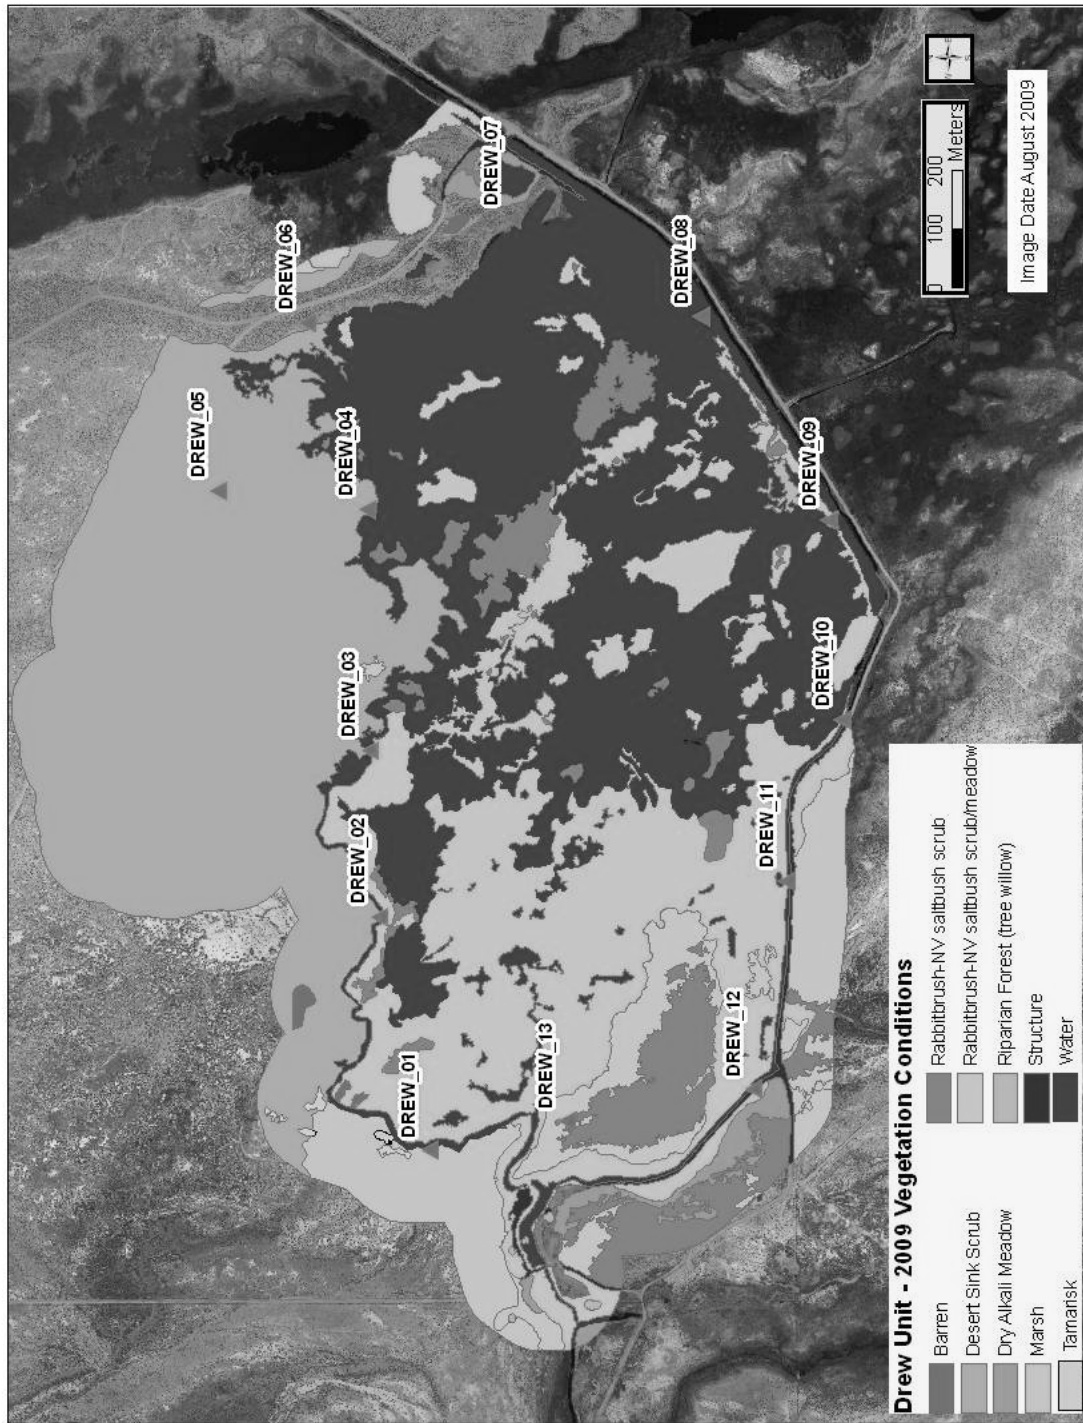 DREW_01
DREW_02
DREW_03
DREW_04
DREW_05
DREW_06
DREW_07
DREW_08
DREW_09
DREW_10
DREW_11
DREW_12
DREW_13
Drew Unit - 2009 Vegetation Conditions
Barren
Desert Sink Scrub
Dry Alkali Meadow
Marsh
Tamarisk
Rabbitbrush-NV saltbush scrub
Rabbitbrush-NV saltbush scrub/meadow
Riparian Forest (tree willow)
Structure
Water
0 100 200
Meters
Image Date August 2009